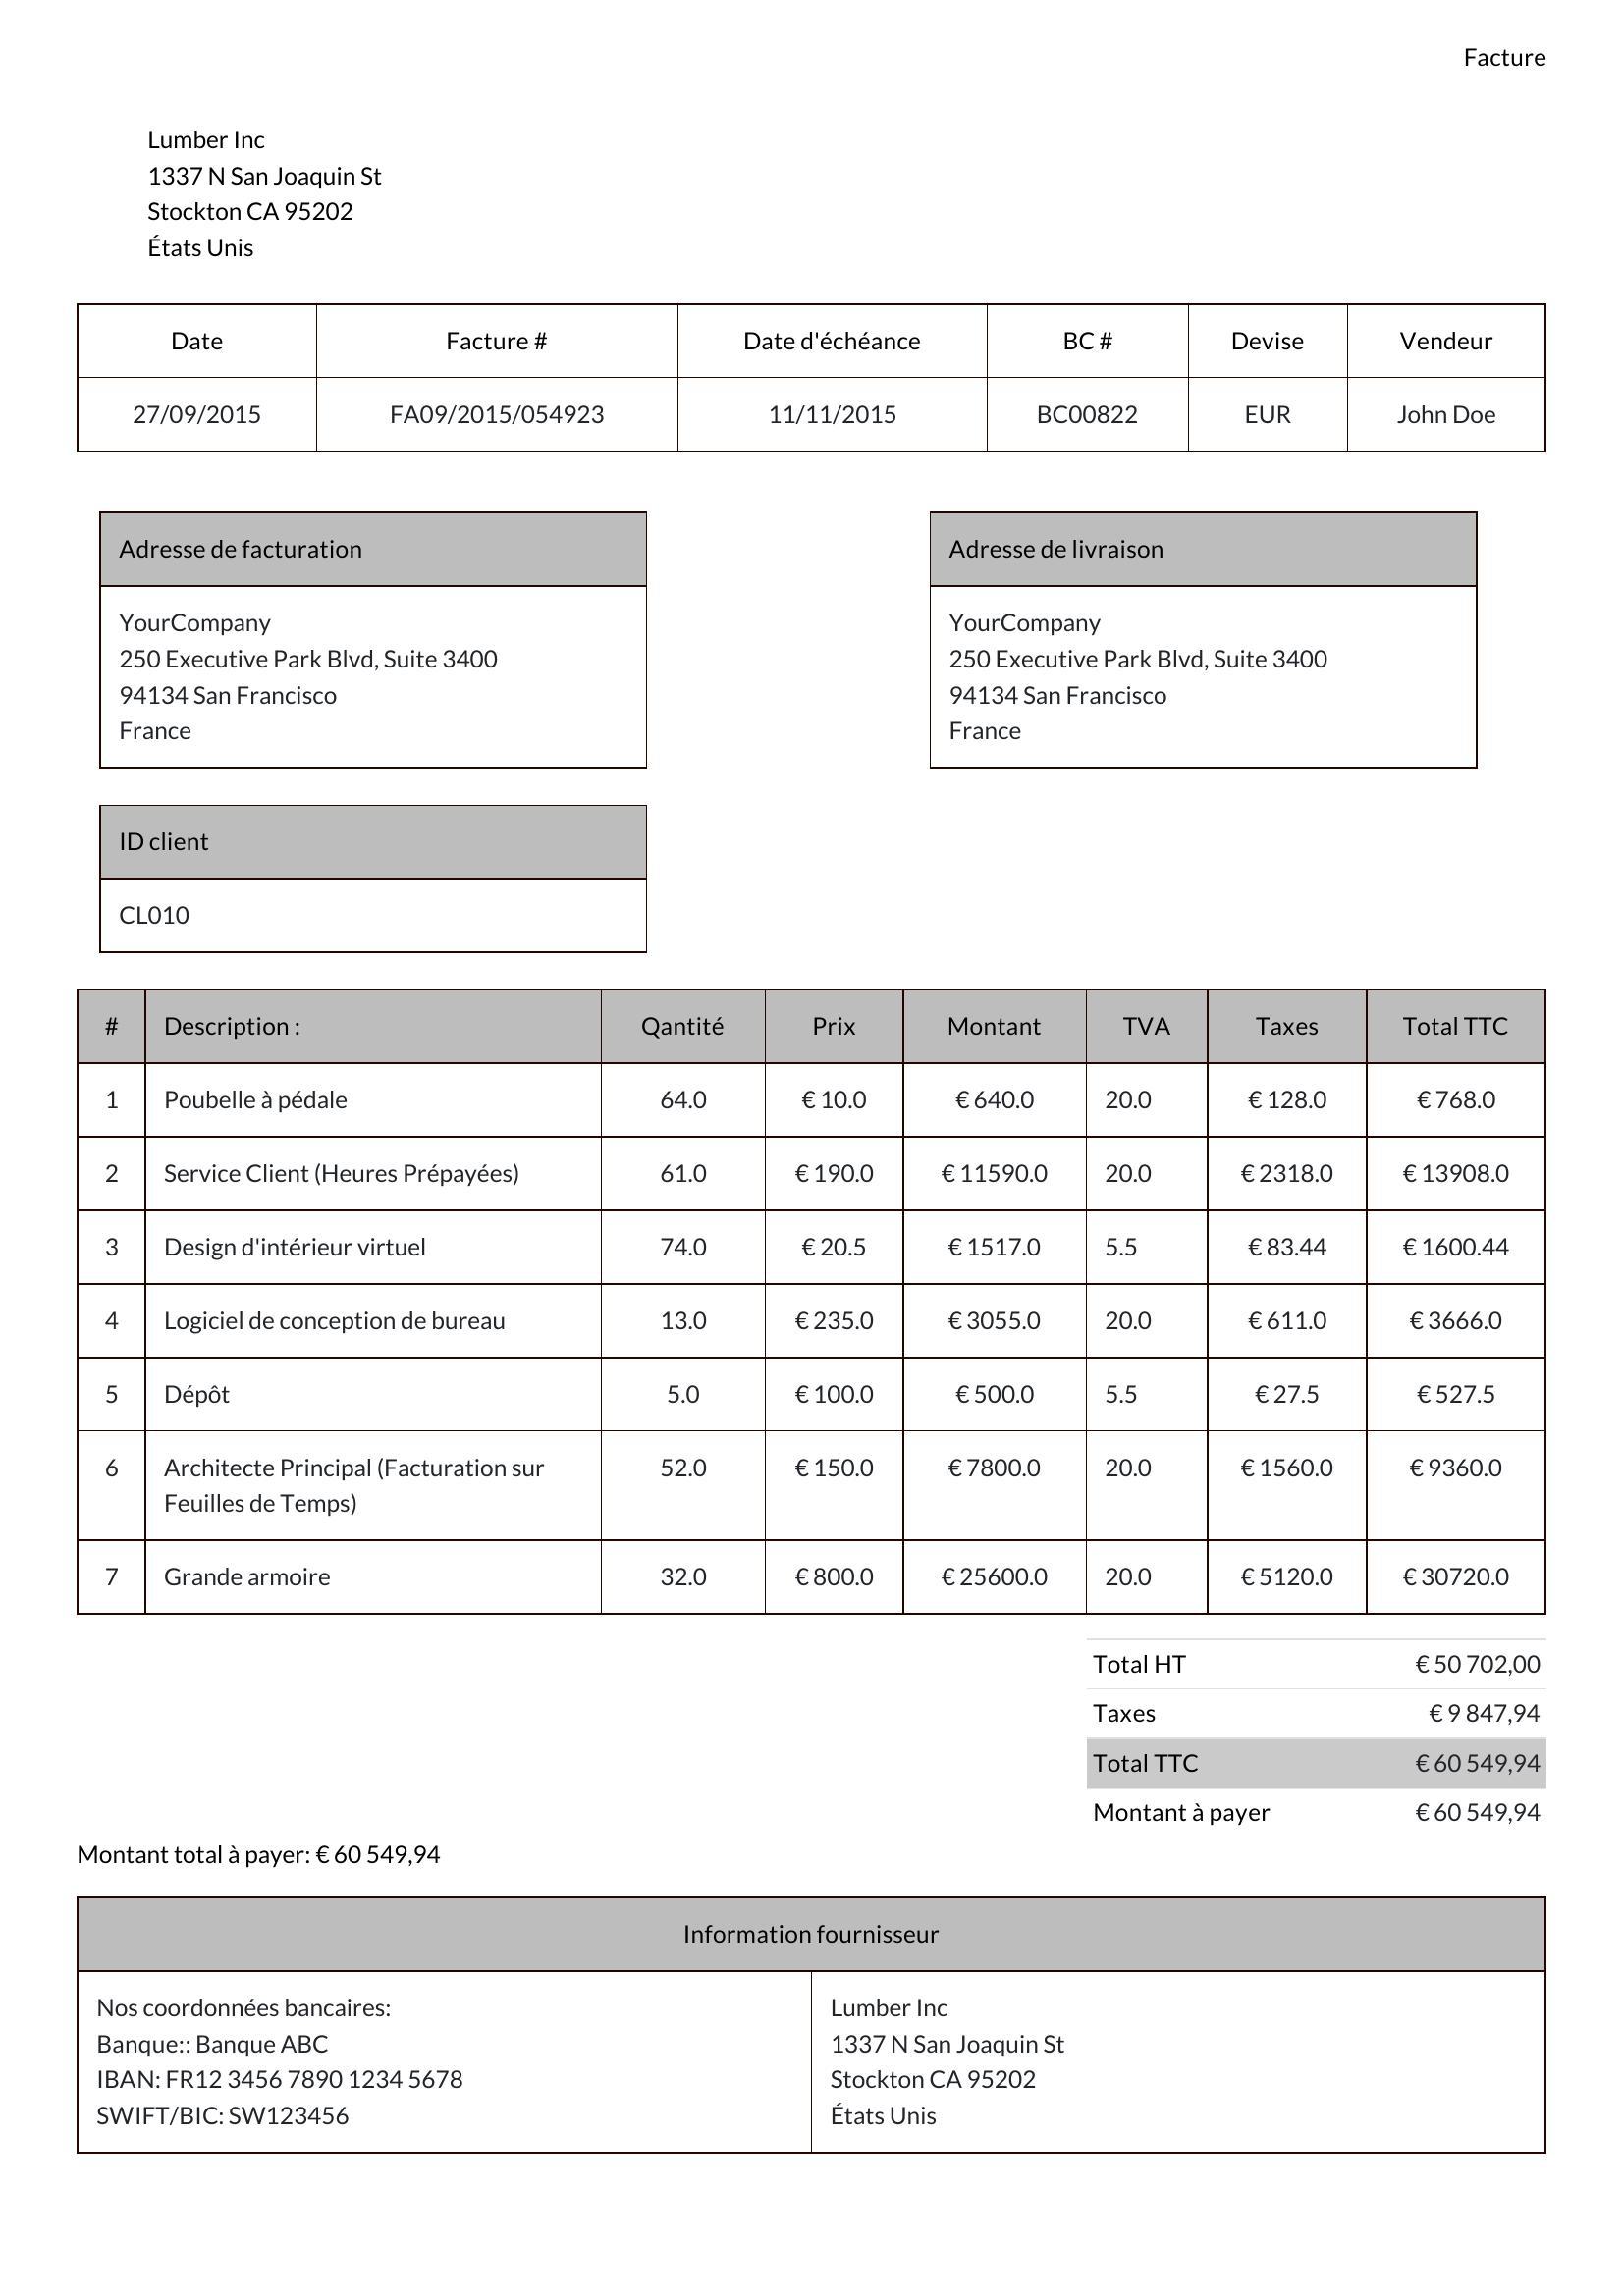 Facture
Lumber Inc
1337 N San Joaquin St
Stockton CA 95202
États Unis
Date Facture # Date d'échéance BC # Devise Vendeur
27/09/2015 FA09/2015/054923 11/11/2015 BC00822 EUR John Doe
Adresse de facturation
YourCompany
250 Executive Park Blvd, Suite 3400
94134 San Francisco
France
Adresse de livraison
YourCompany
250 Executive Park Blvd, Suite 3400
94134 San Francisco
France
ID client
CL010
# Description : Qantité Prix Montant TVA Taxes Total TTC
1 Poubelle à pédale 64.0 € 10.0 € 640.0 20.0 € 128.0 € 768.0
2 Service Client (Heures Prépayées) 61.0 € 190.0 € 11590.0 20.0 € 2318.0 € 13908.0
3 Design d'intérieur virtuel 74.0 € 20.5 € 1517.0 5.5 € 83.44 € 1600.44
4 Logiciel de conception de bureau 13.0 € 235.0 € 3055.0 20.0 € 611.0 € 3666.0
5 Dépôt 5.0 € 100.0 € 500.0 5.5 € 27.5 € 527.5
6 Architecte Principal (Facturation sur 52.0 € 150.0 € 7800.0 20.0 € 1560.0 € 9360.0
Feuilles de Temps)
7 Grande armoire 32.0 € 800.0 € 25600.0 20.0 € 5120.0 € 30720.0
Total HT € 50 702,00
Taxes € 9 847,94
Total TTC € 60 549,94
Montant à payer € 60 549,94
Montant total à payer: € 60 549,94
Information fournisseur
Nos coordonnées bancaires:
Banque:: Banque ABC
IBAN: FR12 3456 7890 1234 5678
SWIFT/BIC: SW123456
Lumber Inc
1337 N San Joaquin St
Stockton CA 95202
États Unis